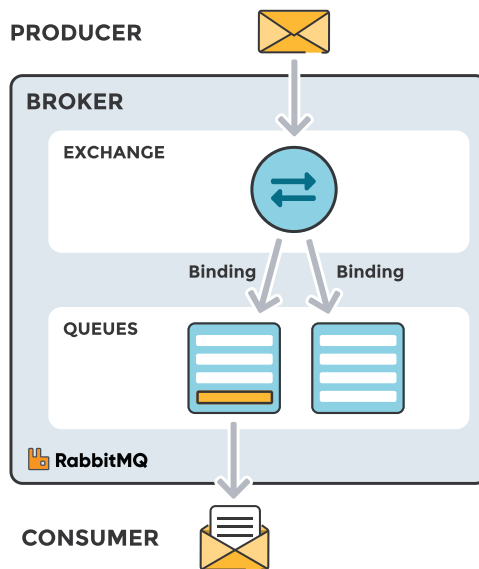 PRODUCER
BROKER
EXCHANGE
Binding
Binding
QUEUES
RabbitMQ
CONSUMER